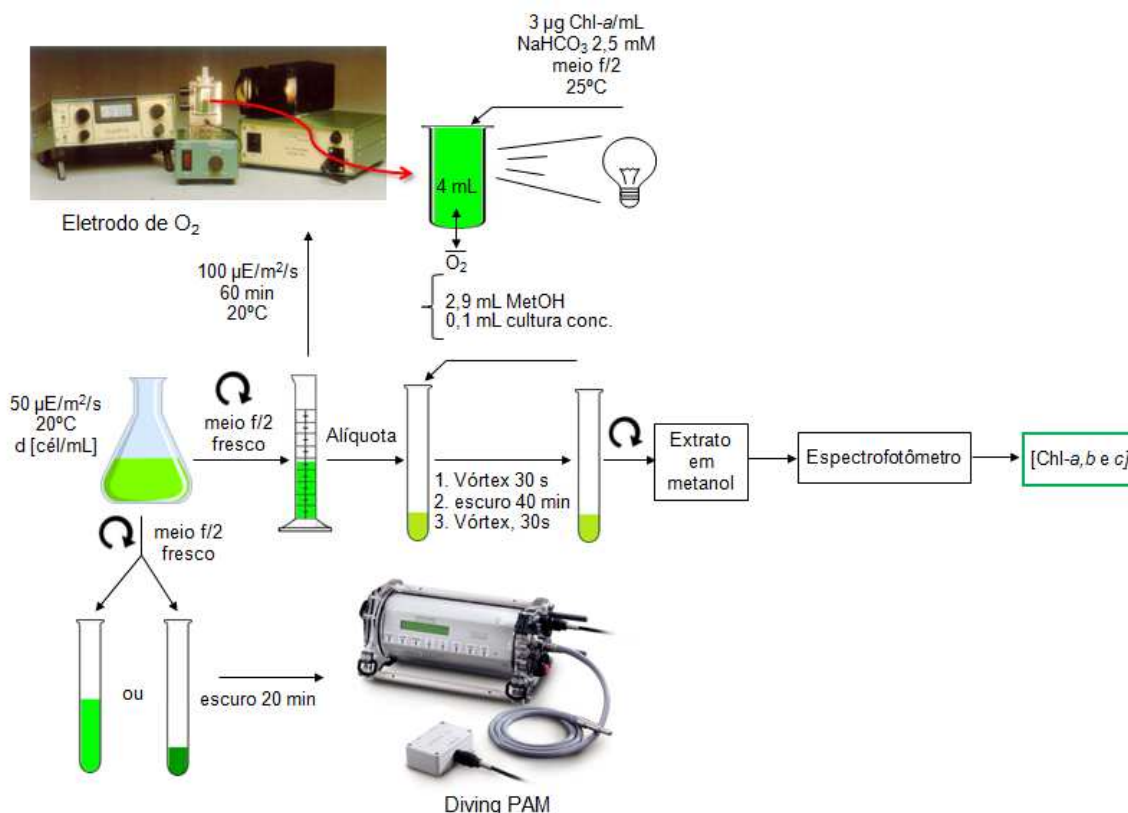 3 µg Chl-a/mL
NaHCO3 2,5 mM
meio f/2
25ºC
4 mL
O2
Eletrodo de O2
100 µE/m2/s
60 min
20ºC
2,9 mL MetOH
0,1 mL cultura conc.
50 µE/m2/s
20ºC
d [cél/mL]
meio f/2
fresco
Alíquota
1. Vórtex 30 s
2. escuro 40 min
3. Vórtex, 30s
Extrato
em
metanol
Espectrofotômetro
[Chl-a,b e c]
meio f/2
fresco
ou
escuro 20 min
Diving PAM